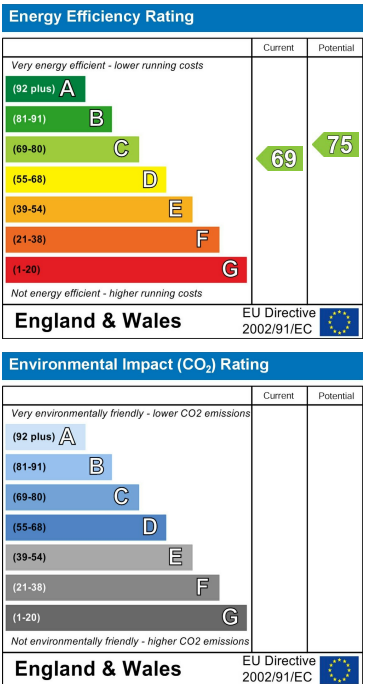 Energy Efficiency Rating
Current Potential
Very energy efficient - lower running costs
(92 plus) A
(81-91) B
(69-80) C
(55-68) D
(39-54) E
(21-38) F
(1-20) G
69
75
Not energy efficient - higher running costs
England & Wales
EU Directive
2002/91/EC
Environmental Impact (CO₂) Rating
Current Potential
Very environmentally friendly - lower CO2 emissions
(92 plus) A
(81-91) B
(69-80) C
(55-68) D
(39-54) E
(21-38) F
(1-20) G
Not environmentally friendly - higher CO2 emissions
England & Wales
EU Directive
2002/91/EC